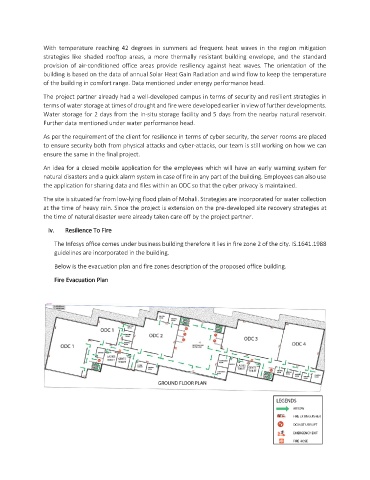 With temperature reaching 42 degrees in summers ad frequent heat waves in the region mitigation
strategies like shaded rooftop areas, a more thermally resistant building envelope, and the standard
provision of air-conditioned office areas provide resiliency against heat waves. The orientation of the
building is based on the data of annual Solar Heat Gain Radiation and wind flow to keep the temperature
of the building in comfort range. Data mentioned under energy performance head.
The project partner already had a well-developed campus in terms of security and resilient strategies in
terms of water storage at times of drought and fire were developed earlier in view of further developments.
Water storage for 2 days from the in-situ storage facility and 5 days from the nearby natural reservoir.
Further data mentioned under water performance head.
As per the requirement of the client for resilience in terms of cyber security, the server rooms are placed
to ensure security both from physical attacks and cyber-attacks, our team is still working on how we can
ensure the same in the final project.
An idea for a closed mobile application for the employees which will have an early warning system for
natural disasters and a quick alarm system in case of fire in any part of the building. Employees can also use
the application for sharing data and files within an ODC so that the cyber privacy is maintained.
The site is situated far from low-lying flood plain of Mohali. Strategies are incorporated for water collection
at the time of heavy rain. Since the project is extension on the pre-developed site recovery strategies at
the time of natural disaster were already taken care off by the project partner.
iv. Resilience To Fire
The Infosys office comes under business building therefore it lies in fire zone 2 of the city. IS.1641.1988
guidelines are incorporated in the building.
Below is the evacuation plan and fire zones description of the proposed office building.
Fire Evacuation Plan
ODC 1
ODC 1
ODC 2
ODC 3
ODC 4
GROUND FLOOR PLAN
LEGENDS
EMERGENCY EXIT
FIRE HOSE